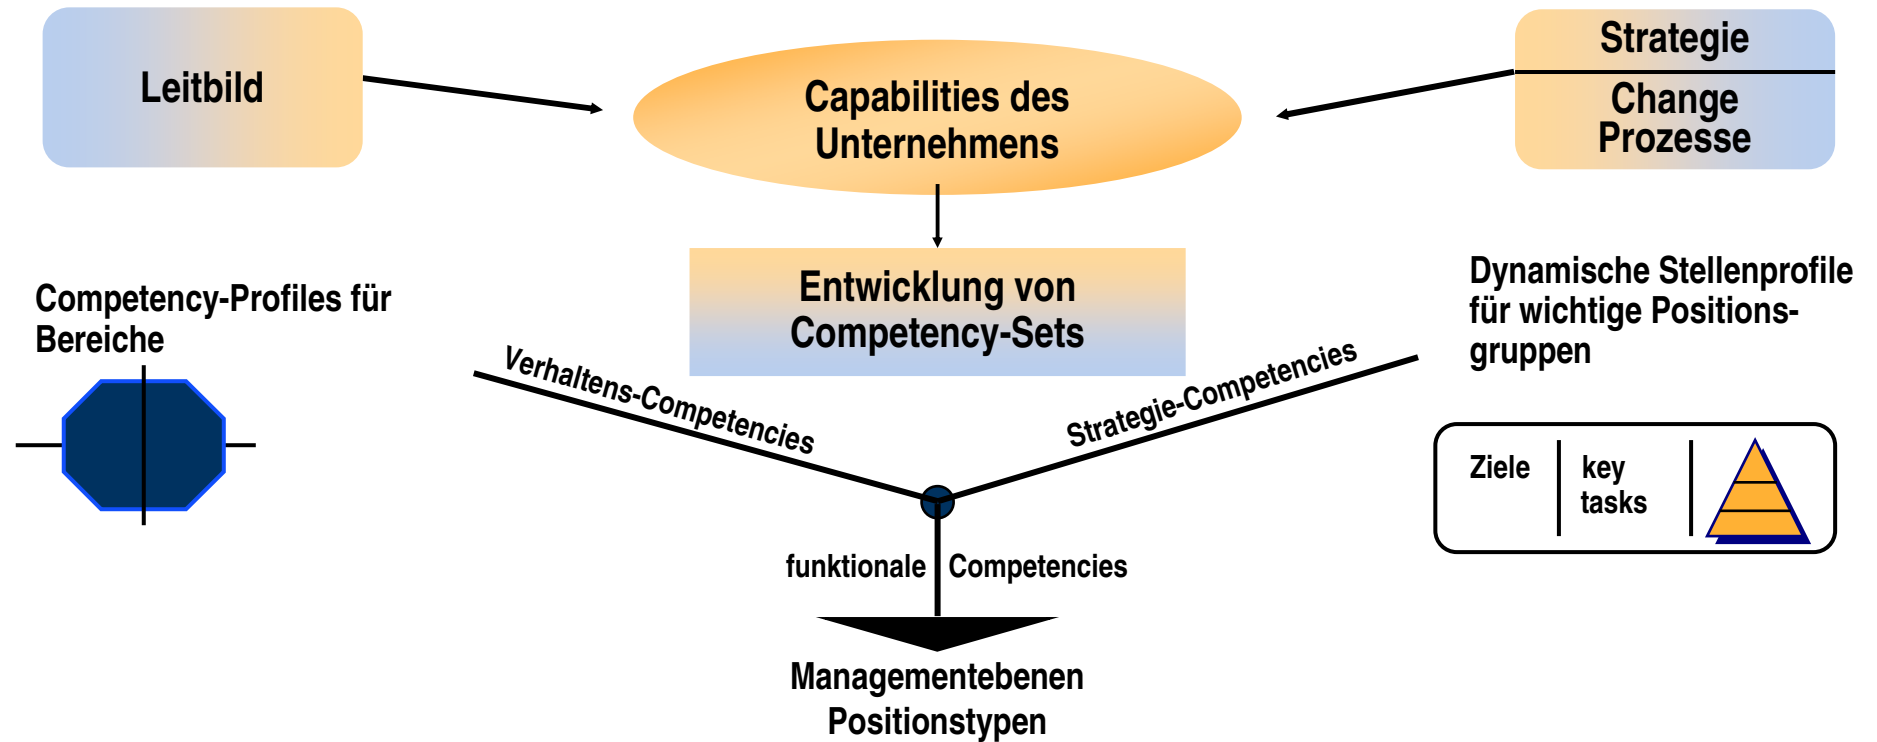 Leitbild
Capabilities des
Unternehmens
Strategie
Change
Prozesse
Entwicklung von
Competency-Sets
Competency-Profiles für
Bereiche
Dynamische Stellenprofile
für wichtige Positions-
gruppen
Verhaltens-Competencies
Strategie-Competencies
Ziele
key
tasks
funktionale Competencies
Managementebenen
Positionstypen